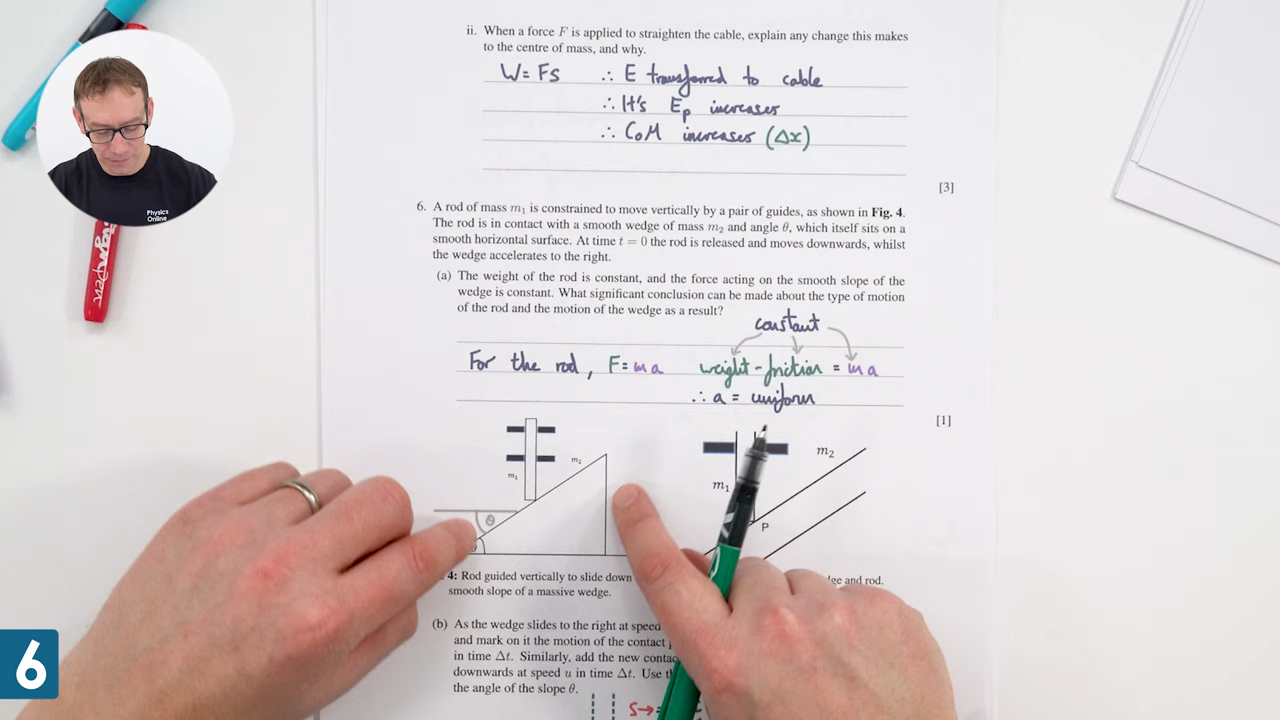 ii. When a force F is applied to straighten the cable, explain any change this makes
to the centre of mass, and why.
W = Fs ∴ E transferred to cable
∴ It's Ep increases
∴ CoM increases (Δx)
[3]
6. A rod of mass m₁ is constrained to move vertically by a pair of guides, as shown in Fig. 4.
The rod is in contact with a smooth wedge of mass m₂ and angle θ, which itself sits on a
smooth horizontal surface. At time t = 0 the rod is released and moves downwards, whilst
the wedge accelerates to the right.
(a) The weight of the rod is constant, and the force acting on the smooth slope of the
wedge is constant. What significant conclusion can be made about the type of motion
of the rod and the motion of the wedge as a result?
constant
For the rod, F = ma weight - friction = ma
∴ a = uniform
[1]
m₁ m₂ θ
m₁ m₂ P
4: Rod guided vertically to slide down
smooth slope of a massive wedge.
ge and rod.
(b) As the wedge slides to the right at speed
and mark on it the motion of the contact
in time Δt. Similarly, add the new contac
downwards at speed u in time Δt. Use t
the angle of the slope θ.
S→
Physics
Online
6